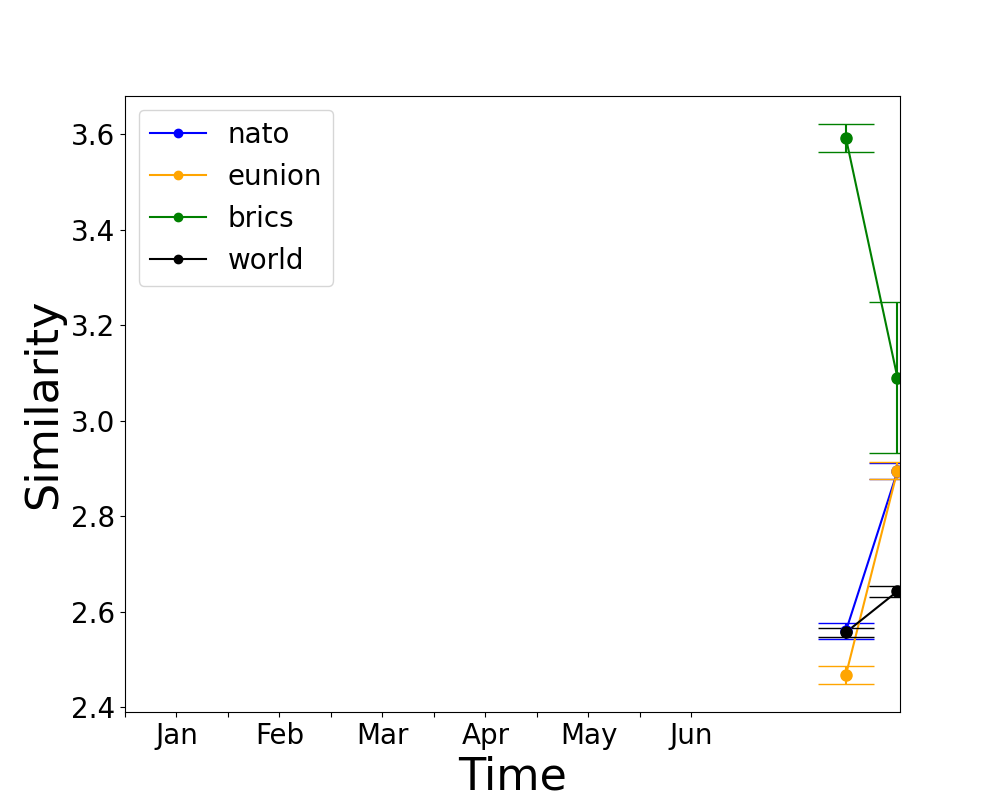 nato
eunion
brics
world
3.6
3.4
3.2
3.0
2.8
2.6
2.4
Similarity
Jan Feb Mar Apr May Jun
Time